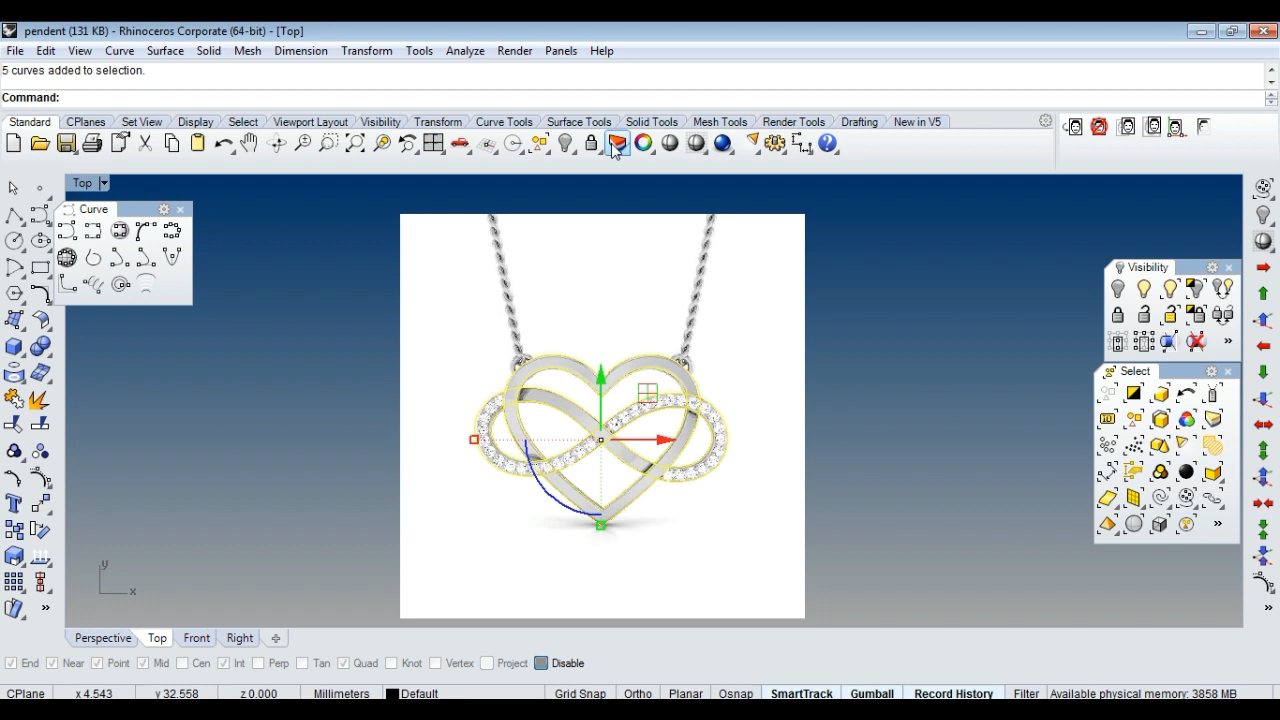 pendent (131 KB) - Rhinoceros Corporate (64-bit) - [Top]
File Edit View Curve Surface Solid Mesh Dimension Transform Tools Analyze Render Panels Help
5 curves added to selection.
Command:
Standard CPlanes Set View Display Select Viewport Layout Visibility Transform Curve Tools Surface Tools Solid Tools Mesh Tools Render Tools Drafting New in V5
Top
Curve
Visibility
Select
y
x
Perspective Top Front Right
End Near Point Mid Cen Int Perp Tan Quad Knot Vertex Project Disable
CPlane x 4.543 y 32.558 z 0.000 Millimeters Default Grid Snap Ortho Planar Osnap SmartTrack Gumball Record History Filter Available physical memory: 3858 MB